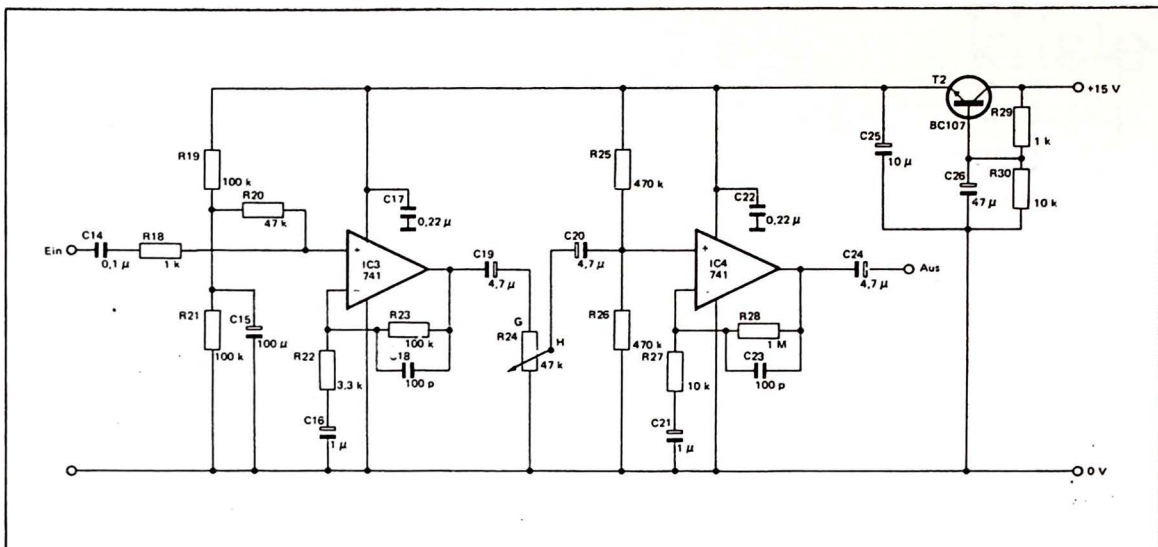 T2
+15 V
BC107
R29
1 k
C25
10 µ
R30
10 k
C26
47 µ
R19
100 k
R20
47 k
C17
0,22 µ
R25
470 k
C22
0,22 µ
Ein
C14
0,1 µ
R18
1 k
+
IC3
741
−
C19
4,7 µ
C20
4,7 µ
+
IC4
741
−
C24
4,7 µ
Aus
R21
100 k
C15
100 µ
R23
100 k
R22
3,3 k
C18
100 p
G
R24
H
47 k
R26
470 k
R28
1 M
R27
10 k
C23
100 p
C16
1 µ
C21
1 µ
0 V